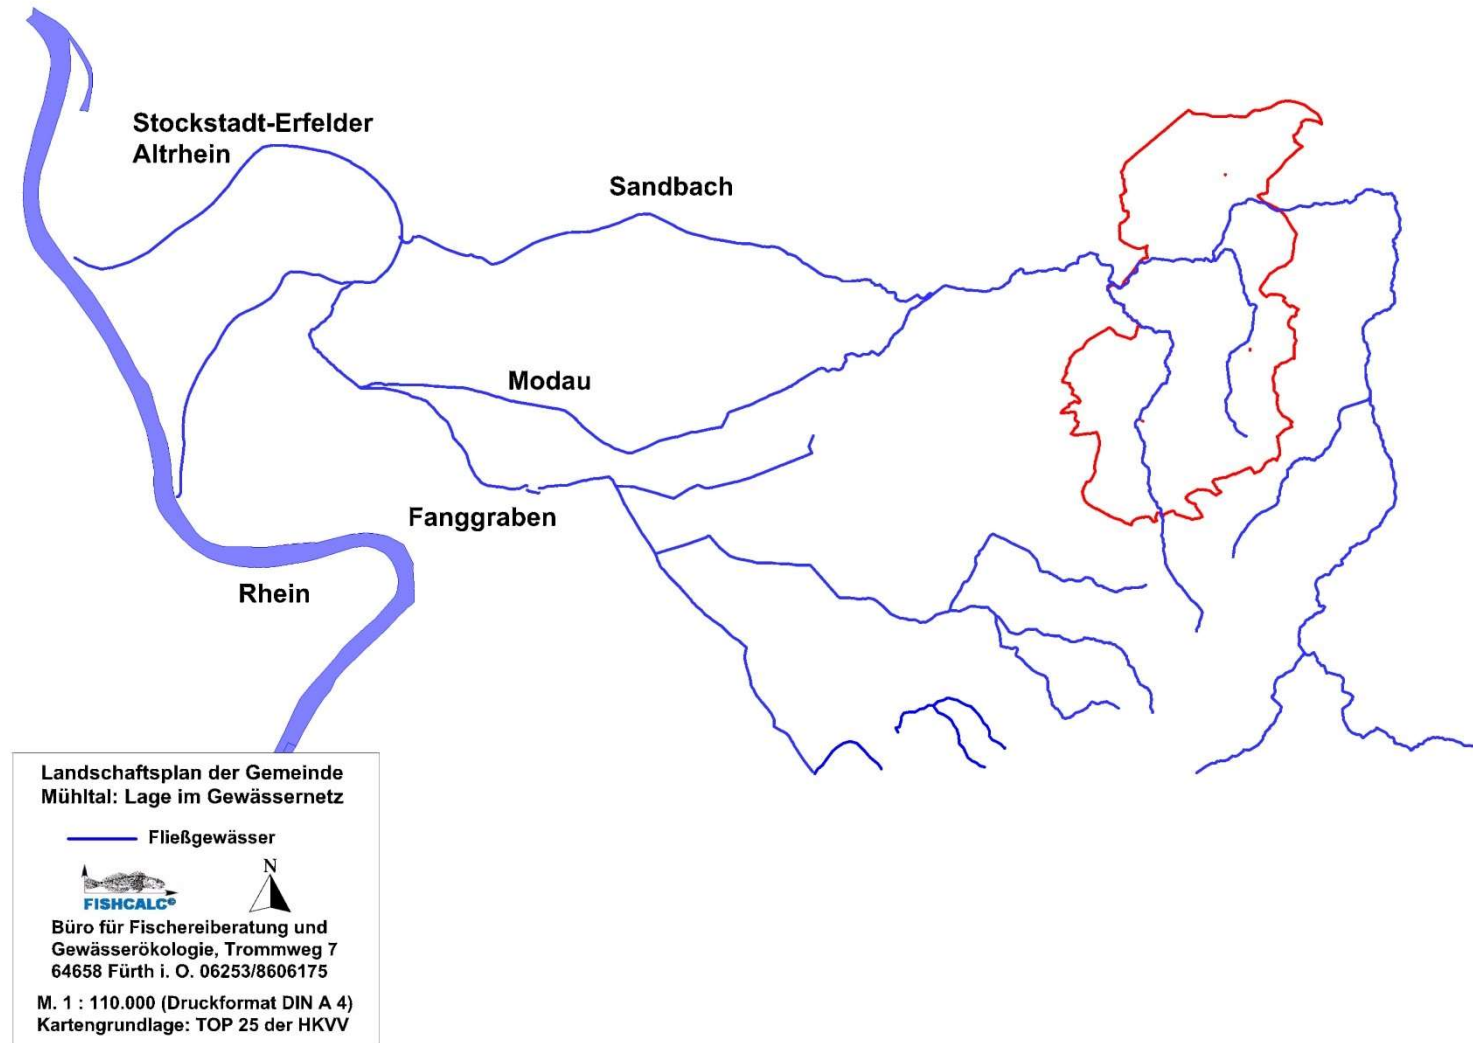 Stockstadt-Erfelder
Altrhein
Sandbach
Modau
Fanggraben
Rhein
Landschaftsplan der Gemeinde
Mühltal: Lage im Gewässernetz
Fließgewässer
N
FISHCALC©
Büro für Fischereiberatung und
Gewässerökologie, Trommweg 7
64658 Fürth i. O. 06253/8606175
M. 1 : 110.000 (Druckformat DIN A 4)
Kartengrundlage: TOP 25 der HKVV